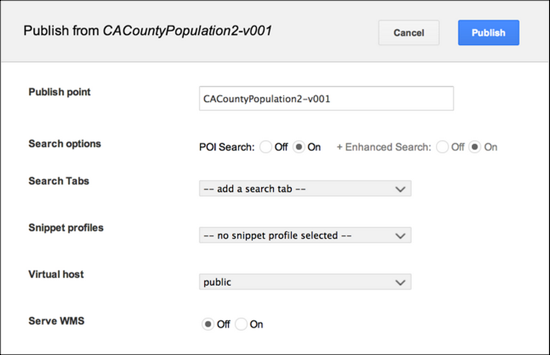 Publish from CACountyPopulation2-v001 Cancel Publish
Publish point CACountyPopulation2-v001
Search options POI Search: Off On + Enhanced Search: Off On
Search Tabs -- add a search tab --
Snippet profiles -- no snippet profile selected --
Virtual host public
Serve WMS Off On